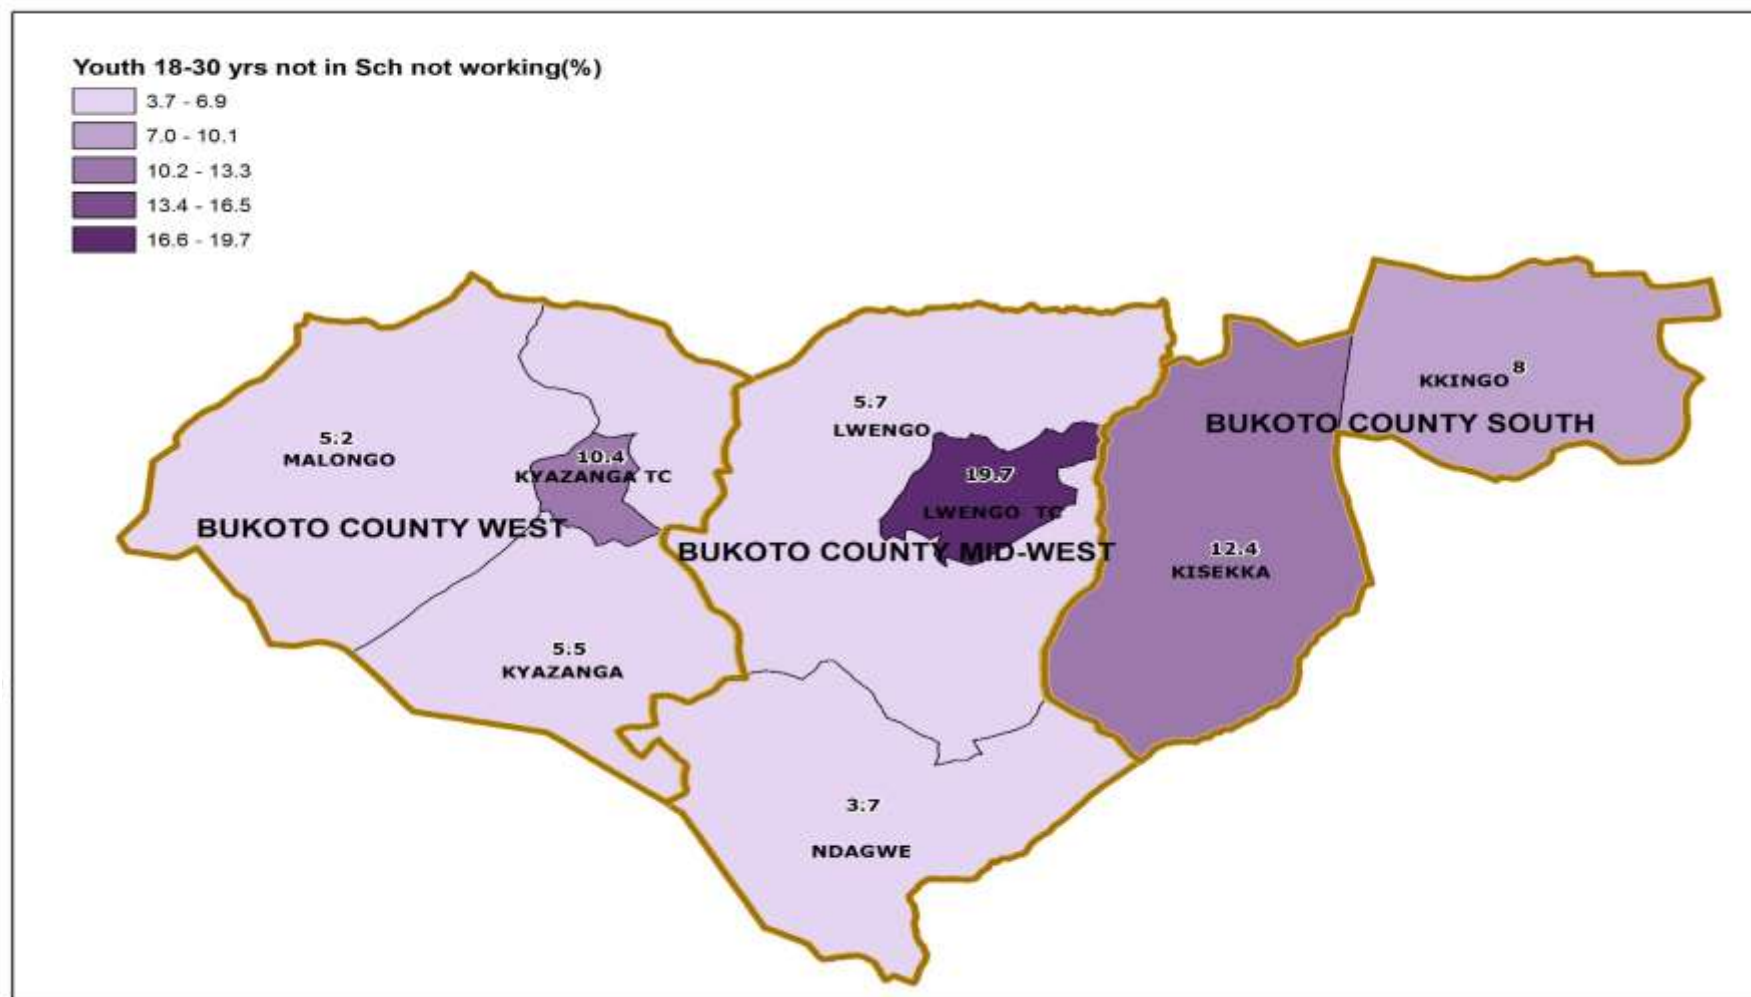 Youth 18-30 yrs not in Sch not working(%)
3.7 - 6.9
7.0 - 10.1
10.2 - 13.3
13.4 - 16.5
16.6 - 19.7
5.2
MALONGO
10.4
KYAZANGA TC
BUKOTO COUNTY WEST
5.5
KYAZANGA
5.7
LWENGO
19.7
LWENGO TC
BUKOTO COUNTY MID-WEST
3.7
NDAGWE
12.4
KISEKKA
KKINGO 8
BUKOTO COUNTY SOUTH